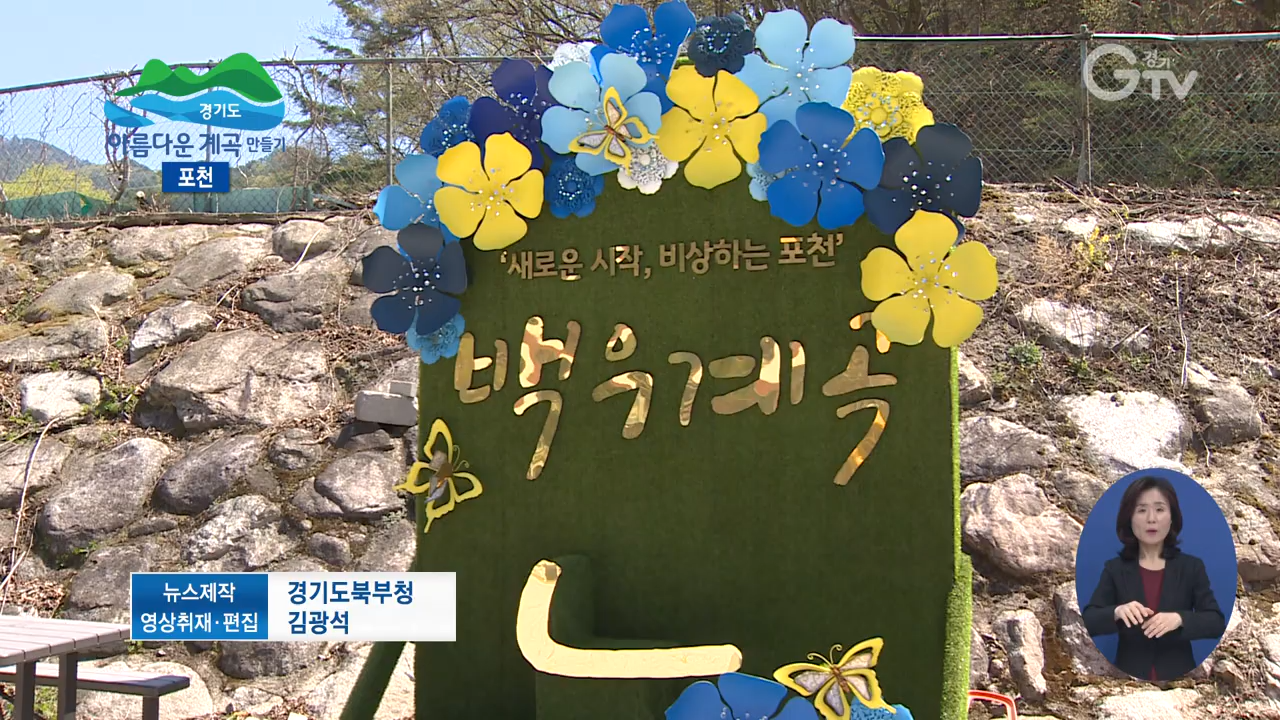 경기도
아름다운 계곡 만들기
포천
경기
GTV
‘새로운 시작, 비상하는 포천’
백우계곡
뉴스제작 경기도북부청
영상취재·편집 김광석